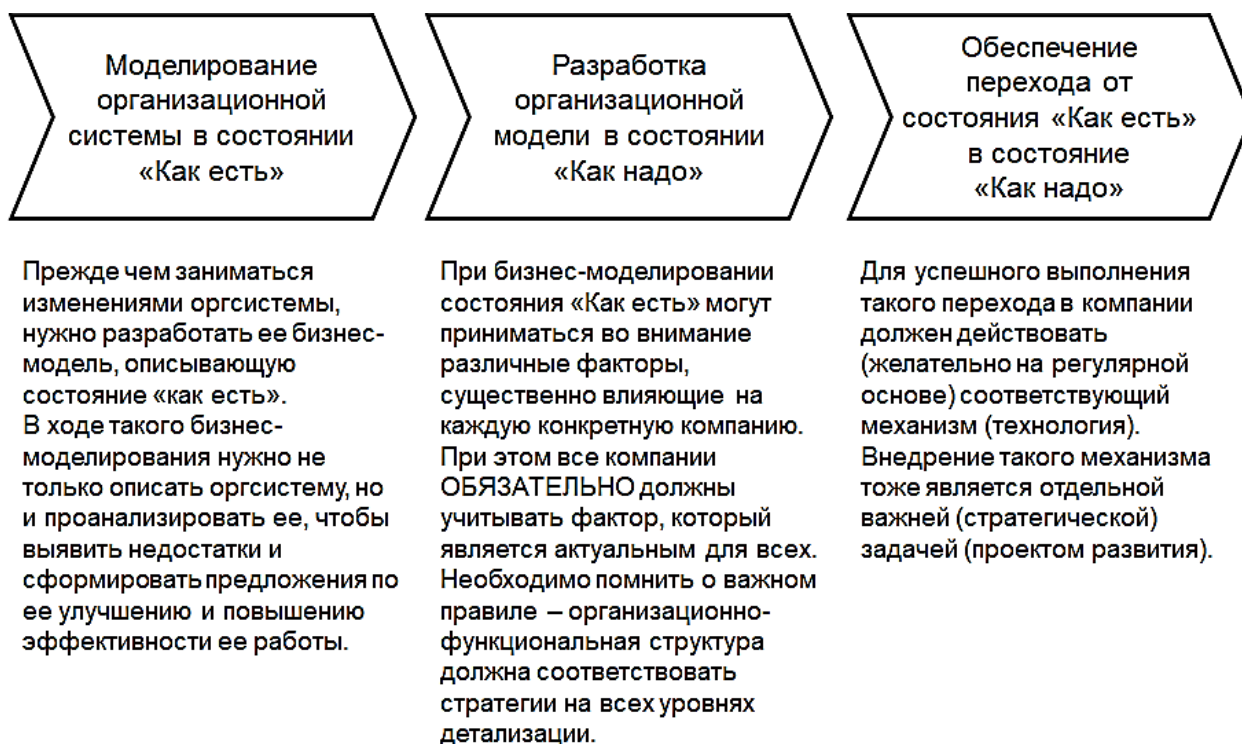 Моделирование
организационной
системы в состоянии
«Как есть»
Разработка
организационной
модели в состоянии
«Как надо»
Обеспечение
перехода от
состояния «Как есть»
в состояние
«Как надо»
Прежде чем заниматься
изменениями оргсистемы,
нужно разработать ее бизнес-
модель, описывающую
состояние «как есть».
В ходе такого бизнес-
моделирования нужно не
только описать оргсистему, но
и проанализировать ее, чтобы
выявить недостатки и
сформировать предложения по
ее улучшению и повышению
эффективности ее работы.
При бизнес-моделировании
состояния «Как есть» могут
приниматься во внимание
различные факторы,
существенно влияющие на
каждую конкретную компанию.
При этом все компании
ОБЯЗАТЕЛЬНО должны
учитывать фактор, который
является актуальным для всех.
Необходимо помнить о важном
правиле – организационно-
функциональная структура
должна соответствовать
стратегии на всех уровнях
детализации.
Для успешного выполнения
такого перехода в компании
должен действовать
(желательно на регулярной
основе) соответствующий
механизм (технология).
Внедрение такого механизма
тоже является отдельной
важней (стратегической)
задачей (проектом развития).